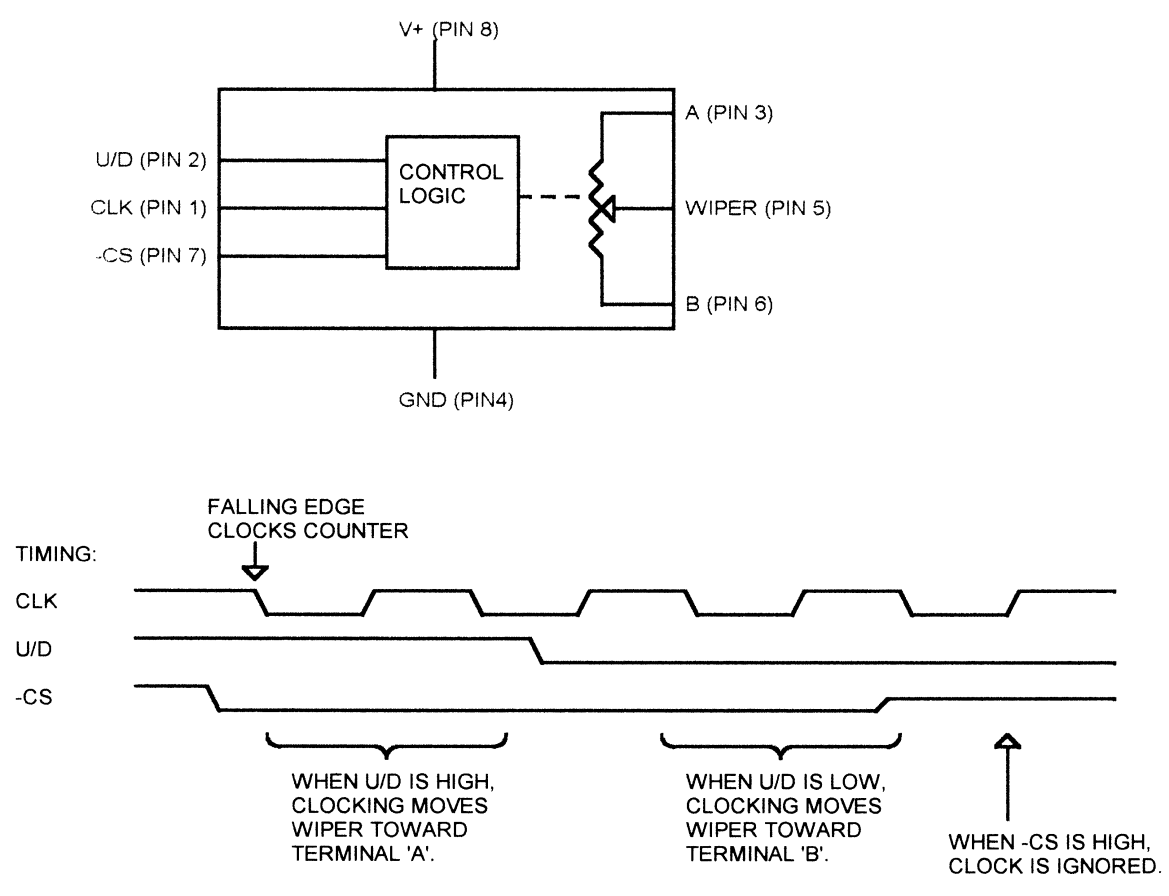 V+ (PIN 8)
A (PIN 3)
U/D (PIN 2)
CONTROL
LOGIC
CLK (PIN 1)
WIPER (PIN 5)
-CS (PIN 7)
B (PIN 6)
GND (PIN4)
FALLING EDGE
CLOCKS COUNTER
TIMING:
CLK
U/D
-CS
WHEN U/D IS HIGH,
CLOCKING MOVES
WIPER TOWARD
TERMINAL 'A'.
WHEN U/D IS LOW,
CLOCKING MOVES
WIPER TOWARD
TERMINAL 'B'.
WHEN -CS IS HIGH,
CLOCK IS IGNORED.